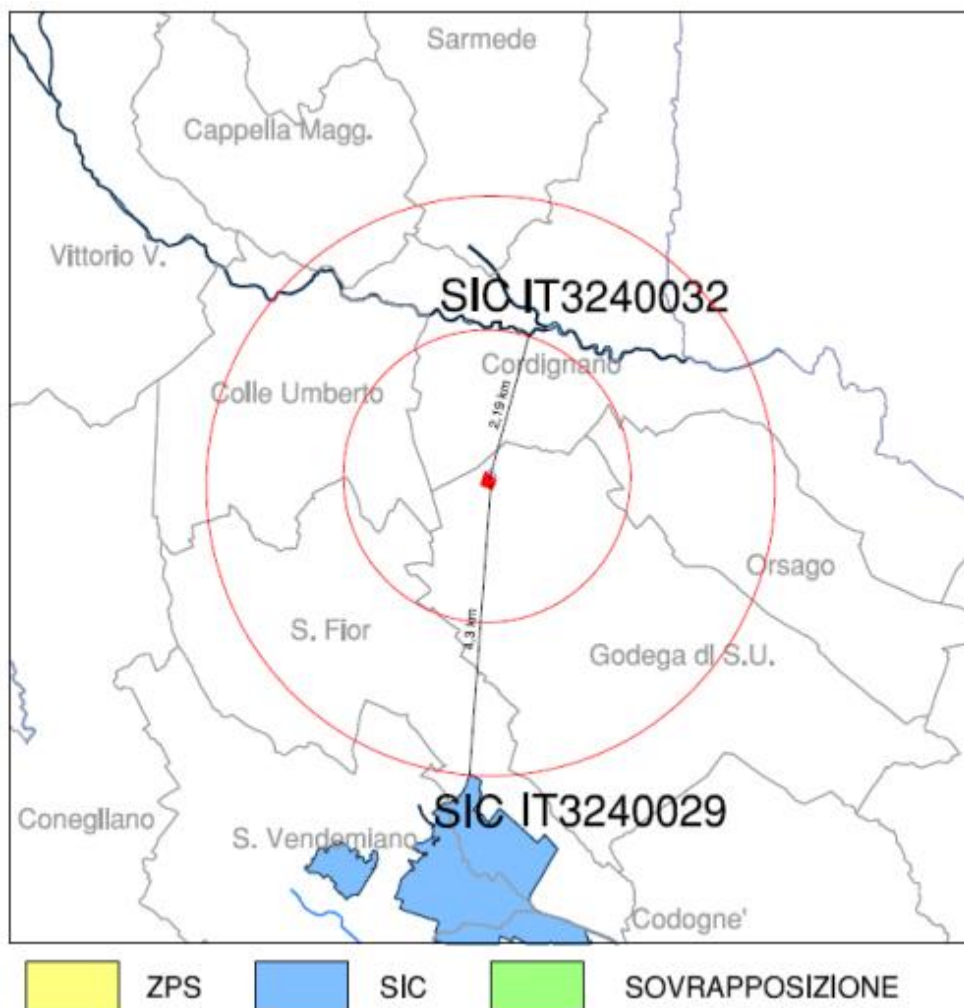 Sarmede
Cappella Magg.
Vittorio V.
SIC IT3240032
Cordignano
Colle Umberto
2,19 km
Orsago
S. Fior
4,3 km
Godega di S.U.
SIC IT3240029
Conegliano
S. Vendemiano
Codogne'
ZPS SIC SOVRAPPOSIZIONE